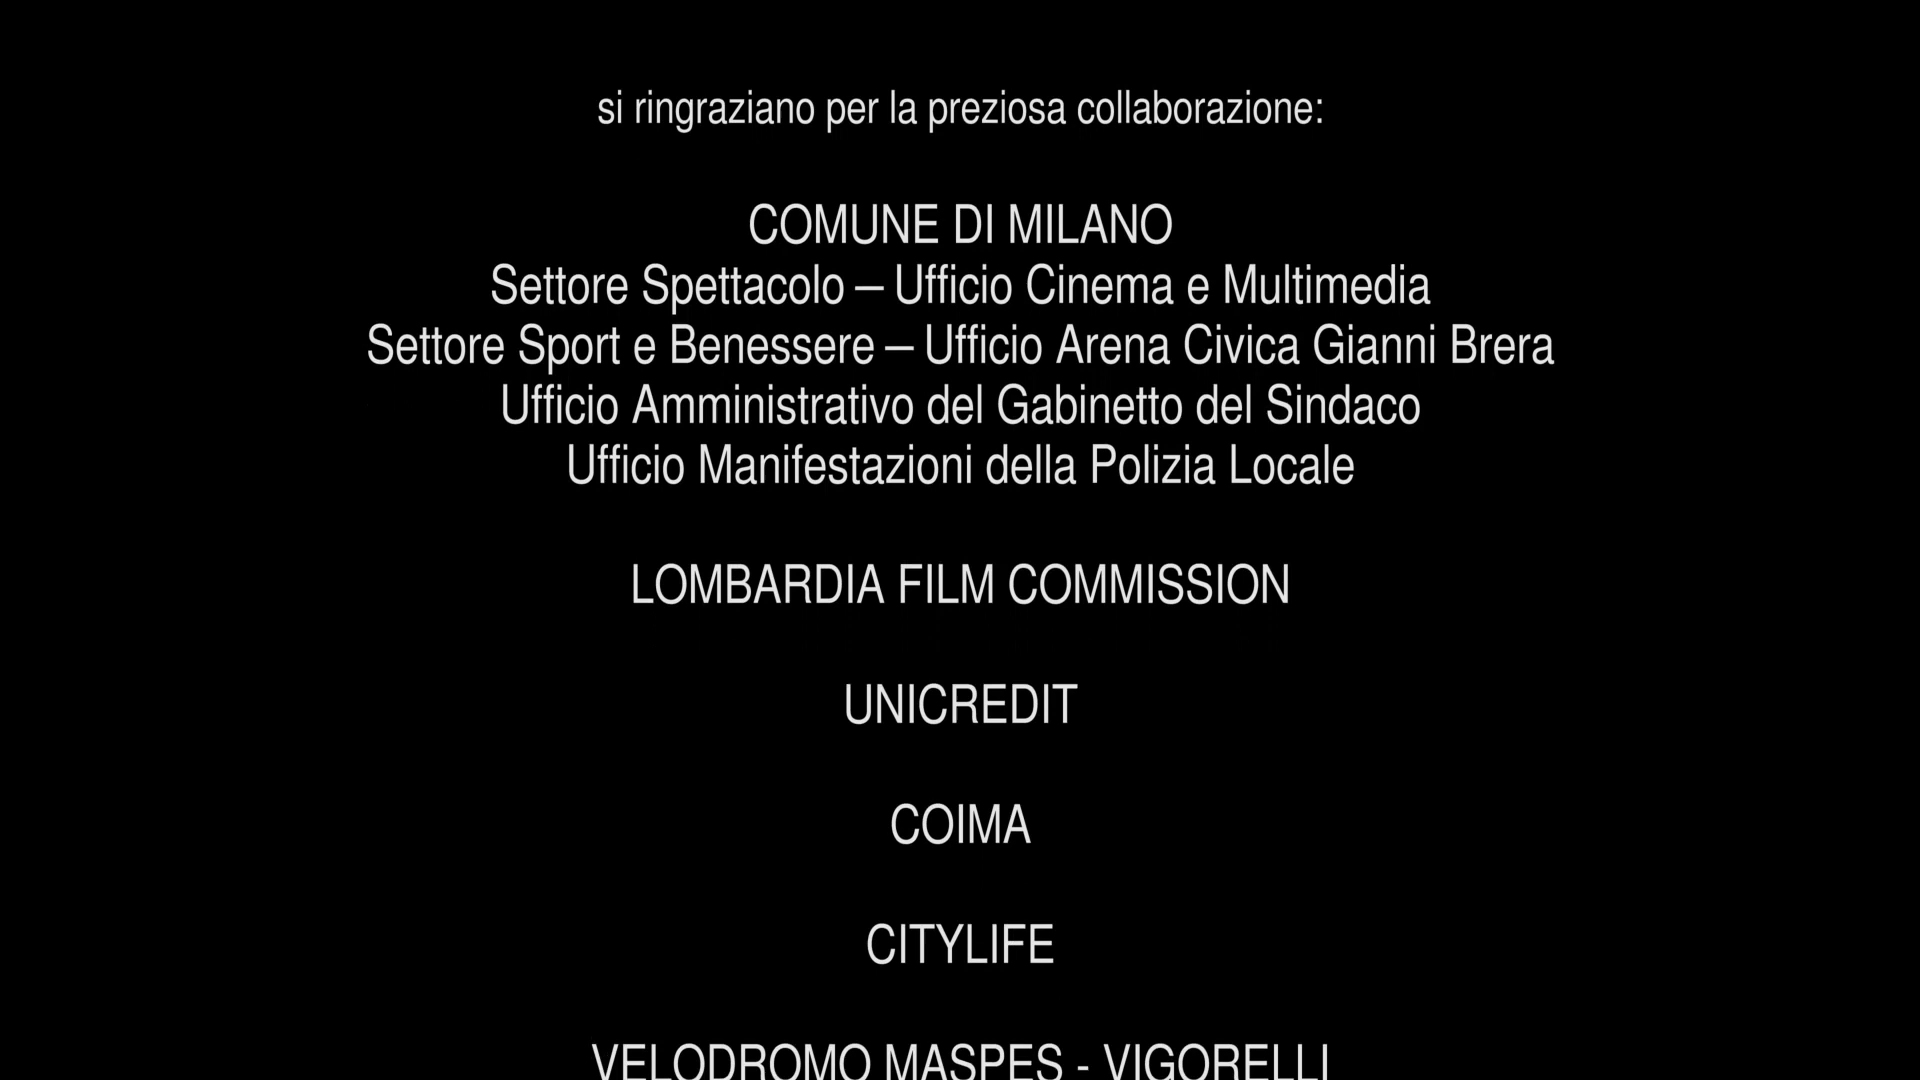 si ringraziano per la preziosa collaborazione:
COMUNE DI MILANO
Settore Spettacolo – Ufficio Cinema e Multimedia
Settore Sport e Benessere – Ufficio Arena Civica Gianni Brera
Ufficio Amministrativo del Gabinetto del Sindaco
Ufficio Manifestazioni della Polizia Locale
LOMBARDIA FILM COMMISSION
UNICREDIT
COIMA
CITYLIFE
VELODROMO MASPES - VIGORELLI